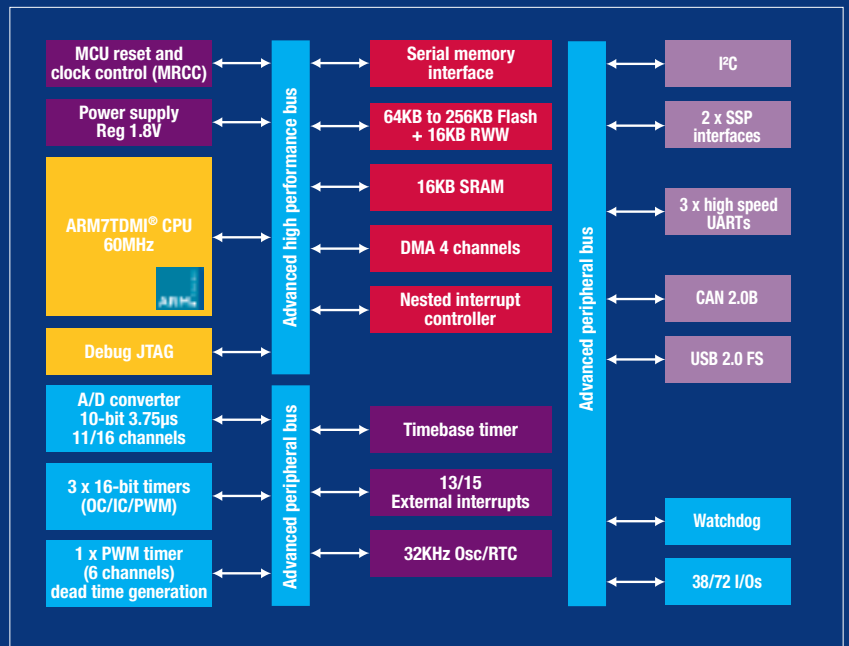 MCU reset and
clock control (MRCC)
Power supply
Reg 1.8V
ARM7TDMI® CPU
60MHz
ARM
Debug JTAG
A/D converter
10-bit 3.75µs
11/16 channels
3 x 16-bit timers
(OC/IC/PWM)
1 x PWM timer
(6 channels)
dead time generation
Advanced high performance bus
Advanced peripheral bus
Serial memory
interface
64KB to 256KB Flash
+ 16KB RWW
16KB SRAM
DMA 4 channels
Nested interrupt
controller
Timebase timer
13/15
External interrupts
32KHz Osc/RTC
Advanced peripheral bus
I²C
2 x SSP
interfaces
3 x high speed
UARTs
CAN 2.0B
USB 2.0 FS
Watchdog
38/72 I/Os